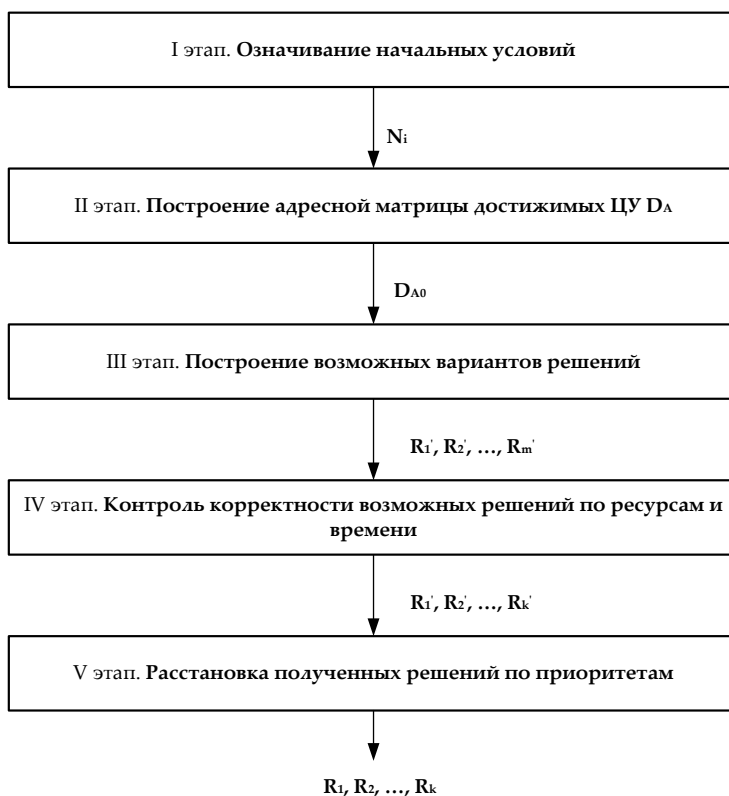 I этап. Означивание начальных условий
Ni
II этап. Построение адресной матрицы достижимых ЦУ DА
DА0
III этап. Построение возможных вариантов решений
R1', R2', …, Rm'
IV этап. Контроль корректности возможных решений по ресурсам и
времени
R1', R2', …, Rk'
V этап. Расстановка полученных решений по приоритетам
R1, R2, …, Rk